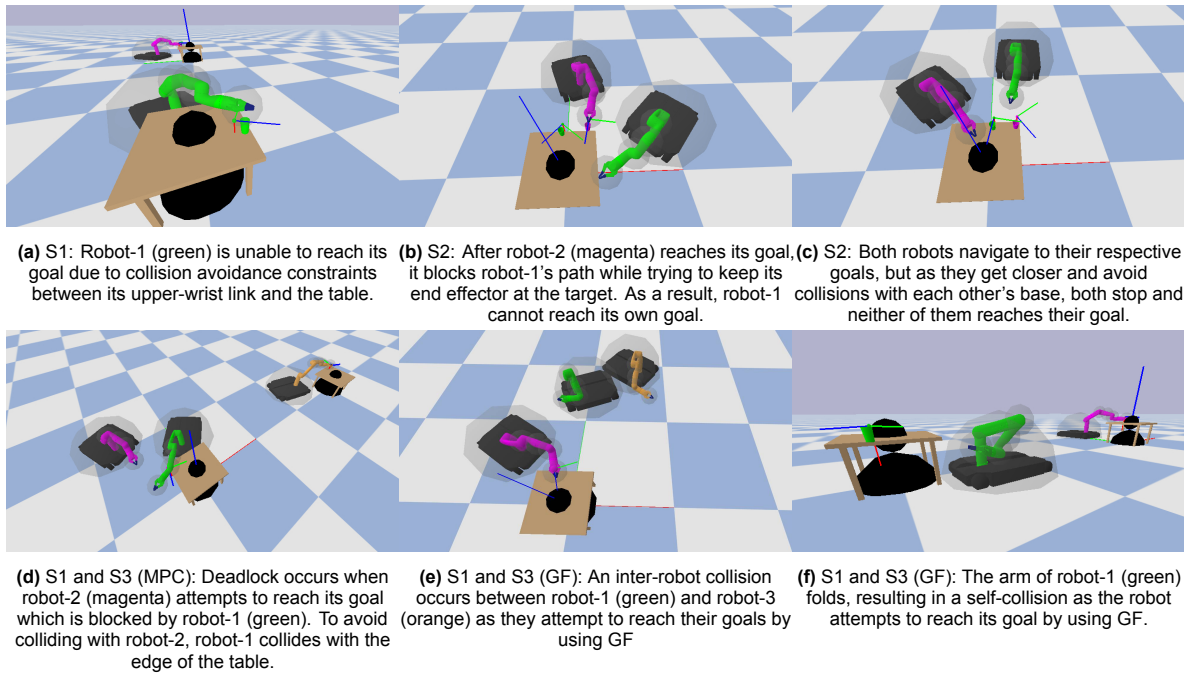 (a) S1: Robot-1 (green) is unable to reach its
goal due to collision avoidance constraints
between its upper-wrist link and the table.
(b) S2: After robot-2 (magenta) reaches its goal,
it blocks robot-1's path while trying to keep its
end effector at the target. As a result, robot-1
cannot reach its own goal.
(c) S2: Both robots navigate to their respective
goals, but as they get closer and avoid
collisions with each other's base, both stop and
neither of them reaches their goal.
(d) S1 and S3 (MPC): Deadlock occurs when
robot-2 (magenta) attempts to reach its goal
which is blocked by robot-1 (green). To avoid
colliding with robot-2, robot-1 collides with the
edge of the table.
(e) S1 and S3 (GF): An inter-robot collision
occurs between robot-1 (green) and robot-3
(orange) as they attempt to reach their goals by
using GF
(f) S1 and S3 (GF): The arm of robot-1 (green)
folds, resulting in a self-collision as the robot
attempts to reach its goal by using GF.